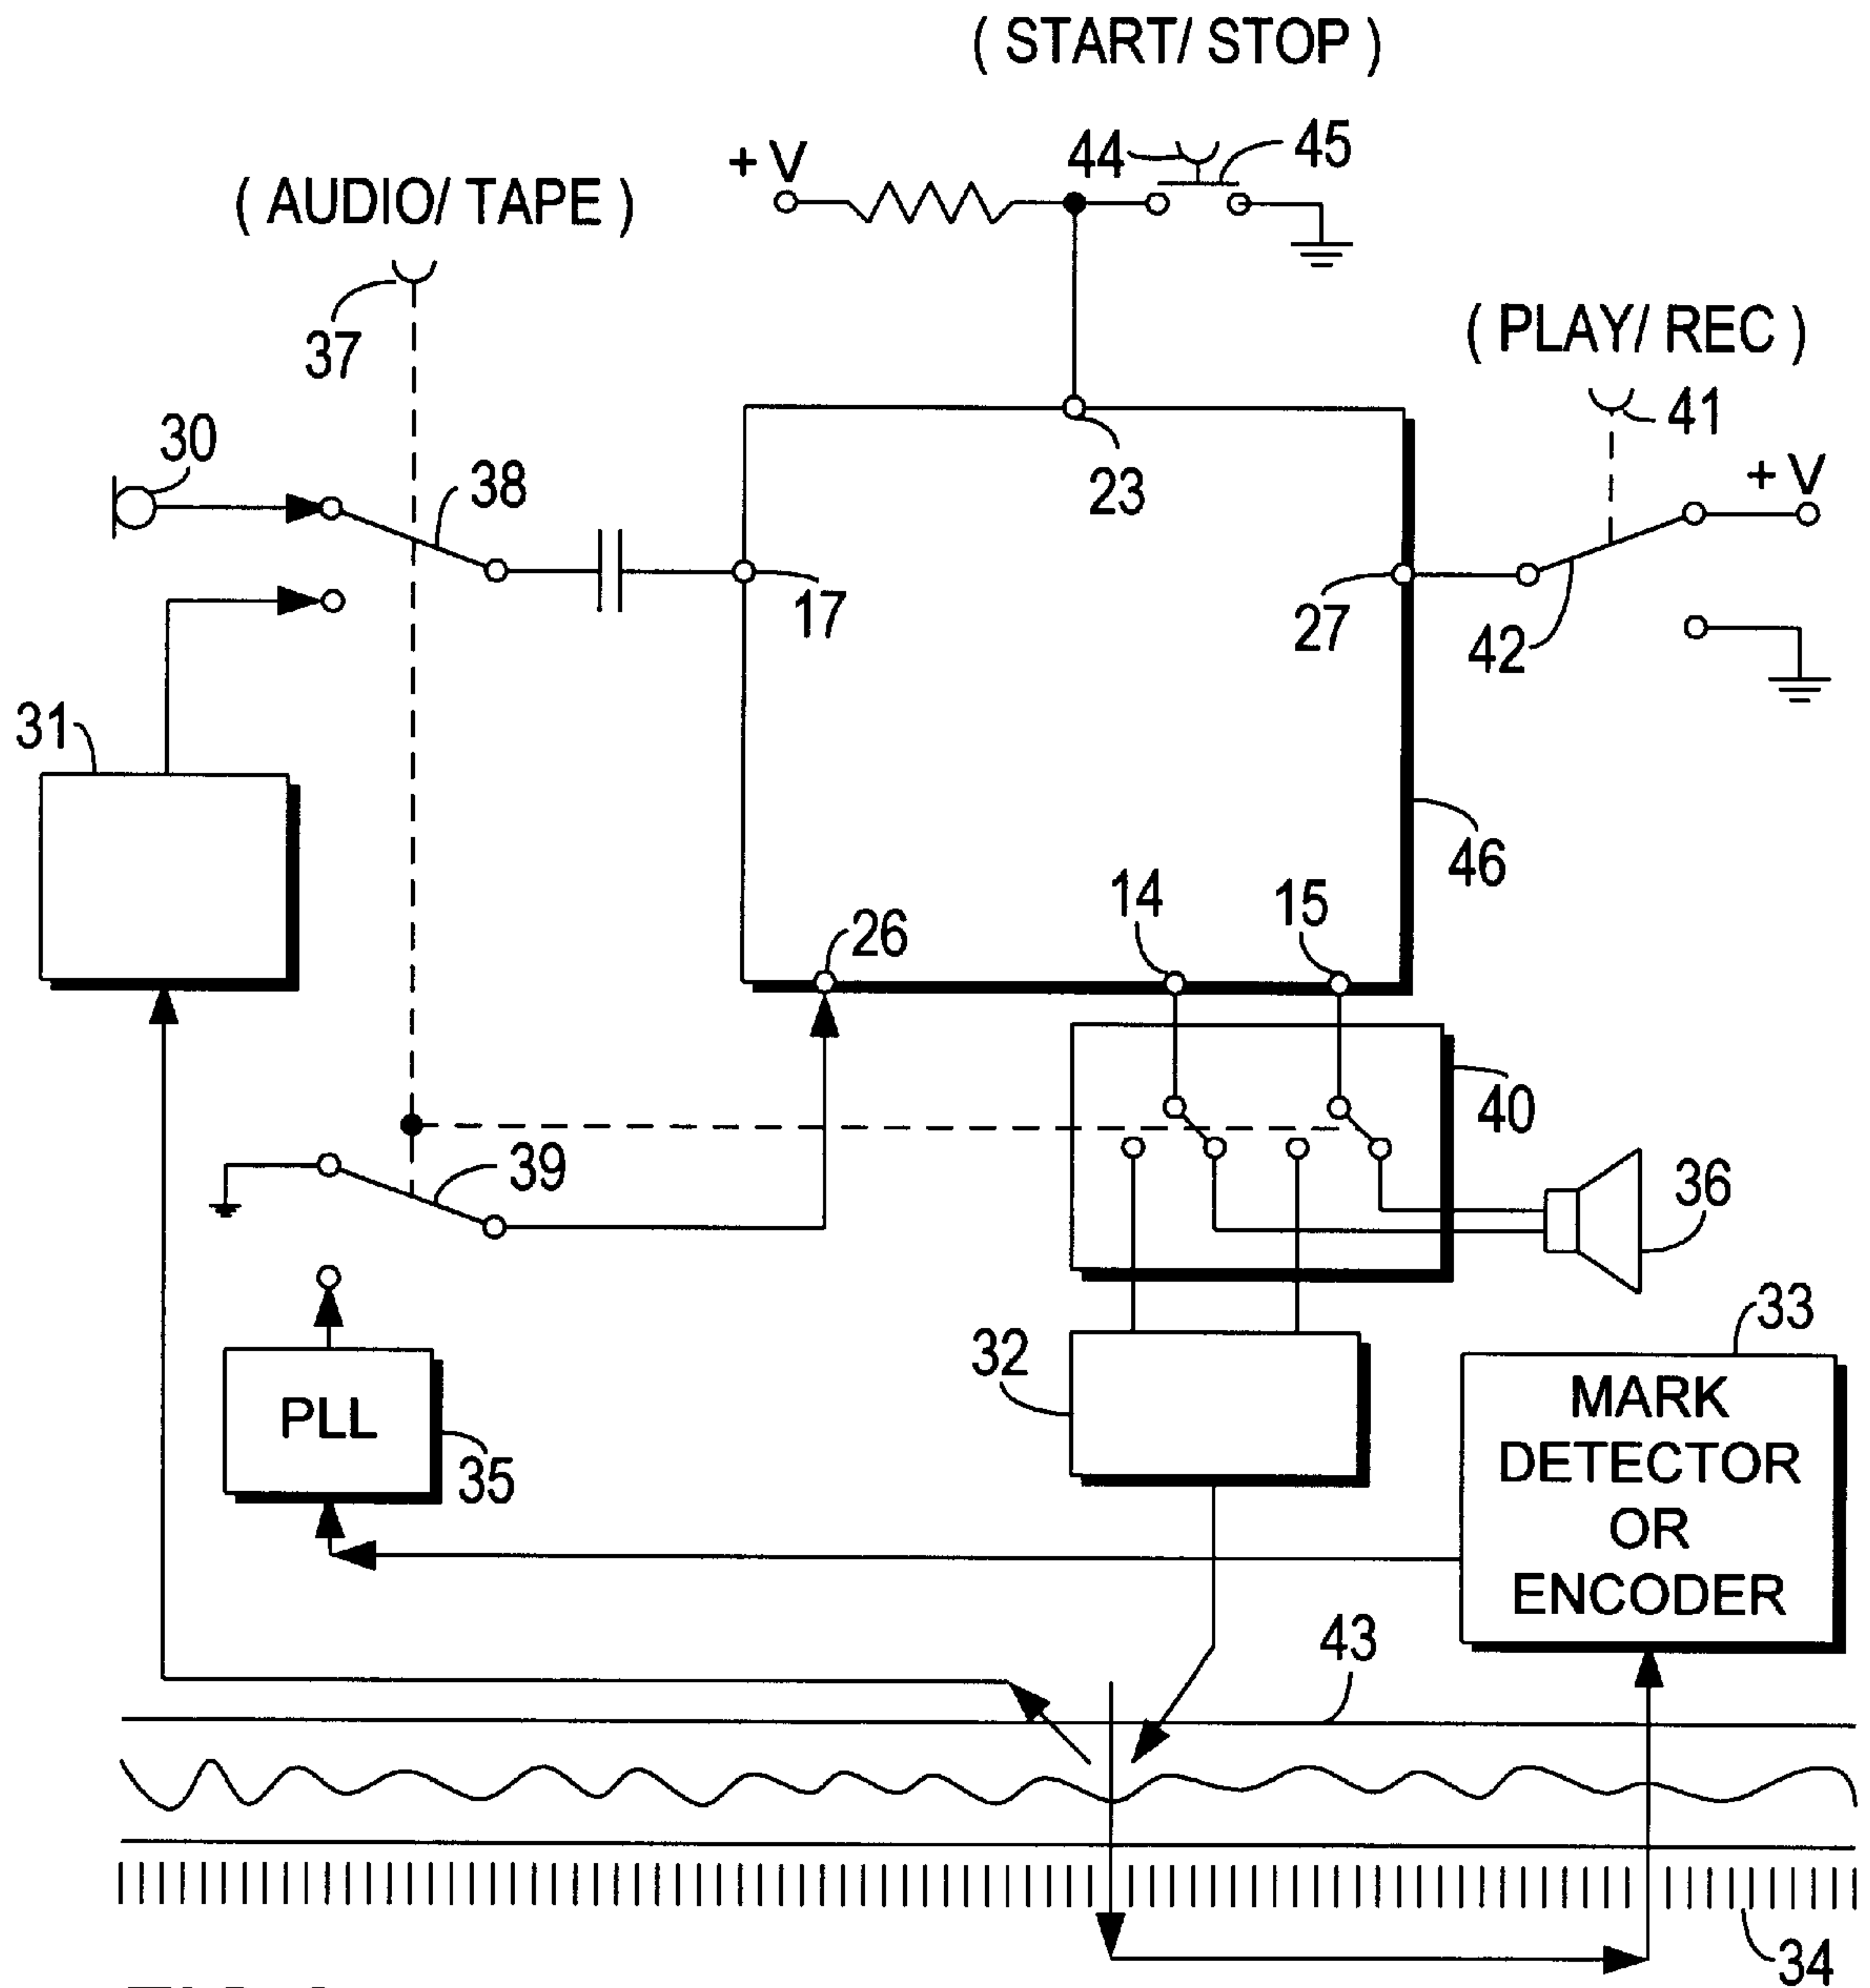 ( START/ STOP )
+ V
44
45
( AUDIO/ TAPE )
37
( PLAY/ REC )
41
+ V
30
38
23
17
27
42
31
46
14
15
26
40
39
36
33
32
PLL
35
MARK
DETECTOR
OR
ENCODER
43
34